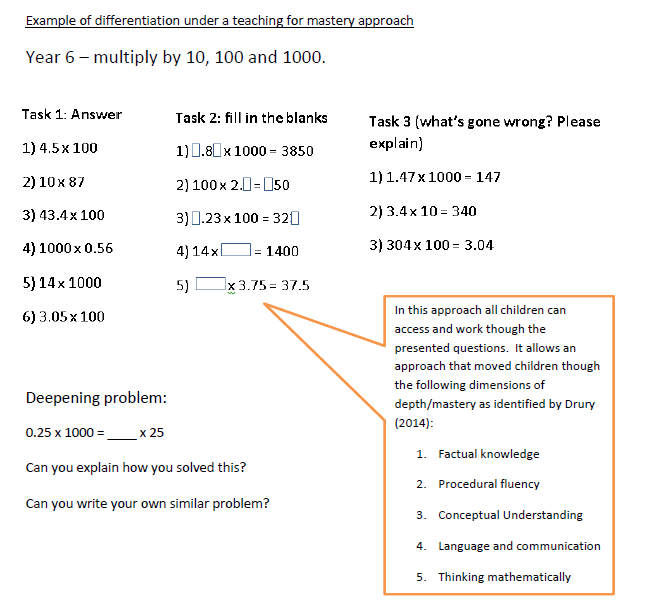 Example of differentiation under a teaching for mastery approach
Year 6 – multiply by 10, 100 and 1000.
Task 1: Answer
1) 4.5 x 100
2) 10 x 87
3) 43.4 x 100
4) 1000 x 0.56
5) 14 x 1000
6) 3.05 x 100
Task 2: fill in the blanks
1) □.8□ x 1000 = 3850
2) 100 x 2.□ = □50
3) □.23 x 100 = 32□
4) 14 x □ = 1400
5) □ x 3.75 = 37.5
Task 3 (what's gone wrong? Please
explain)
1) 1.47 x 1000 = 147
2) 3.4 x 10 = 340
3) 304 x 100 = 3.04
In this approach all children can
access and work though the
presented questions. It allows an
approach that moved children though
the following dimensions of
depth/mastery as identified by Drury
(2014):
1. Factual knowledge
2. Procedural fluency
3. Conceptual Understanding
4. Language and communication
5. Thinking mathematically
Deepening problem:
0.25 x 1000 = ____ x 25
Can you explain how you solved this?
Can you write your own similar problem?